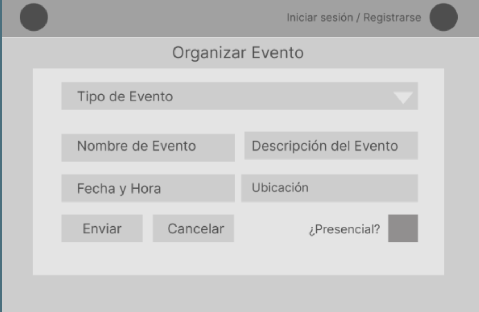 Iniciar sesión / Registrarse
Organizar Evento
Tipo de Evento
Nombre de Evento
Descripción del Evento
Fecha y Hora
Ubicación
Enviar
Cancelar
¿Presencial?